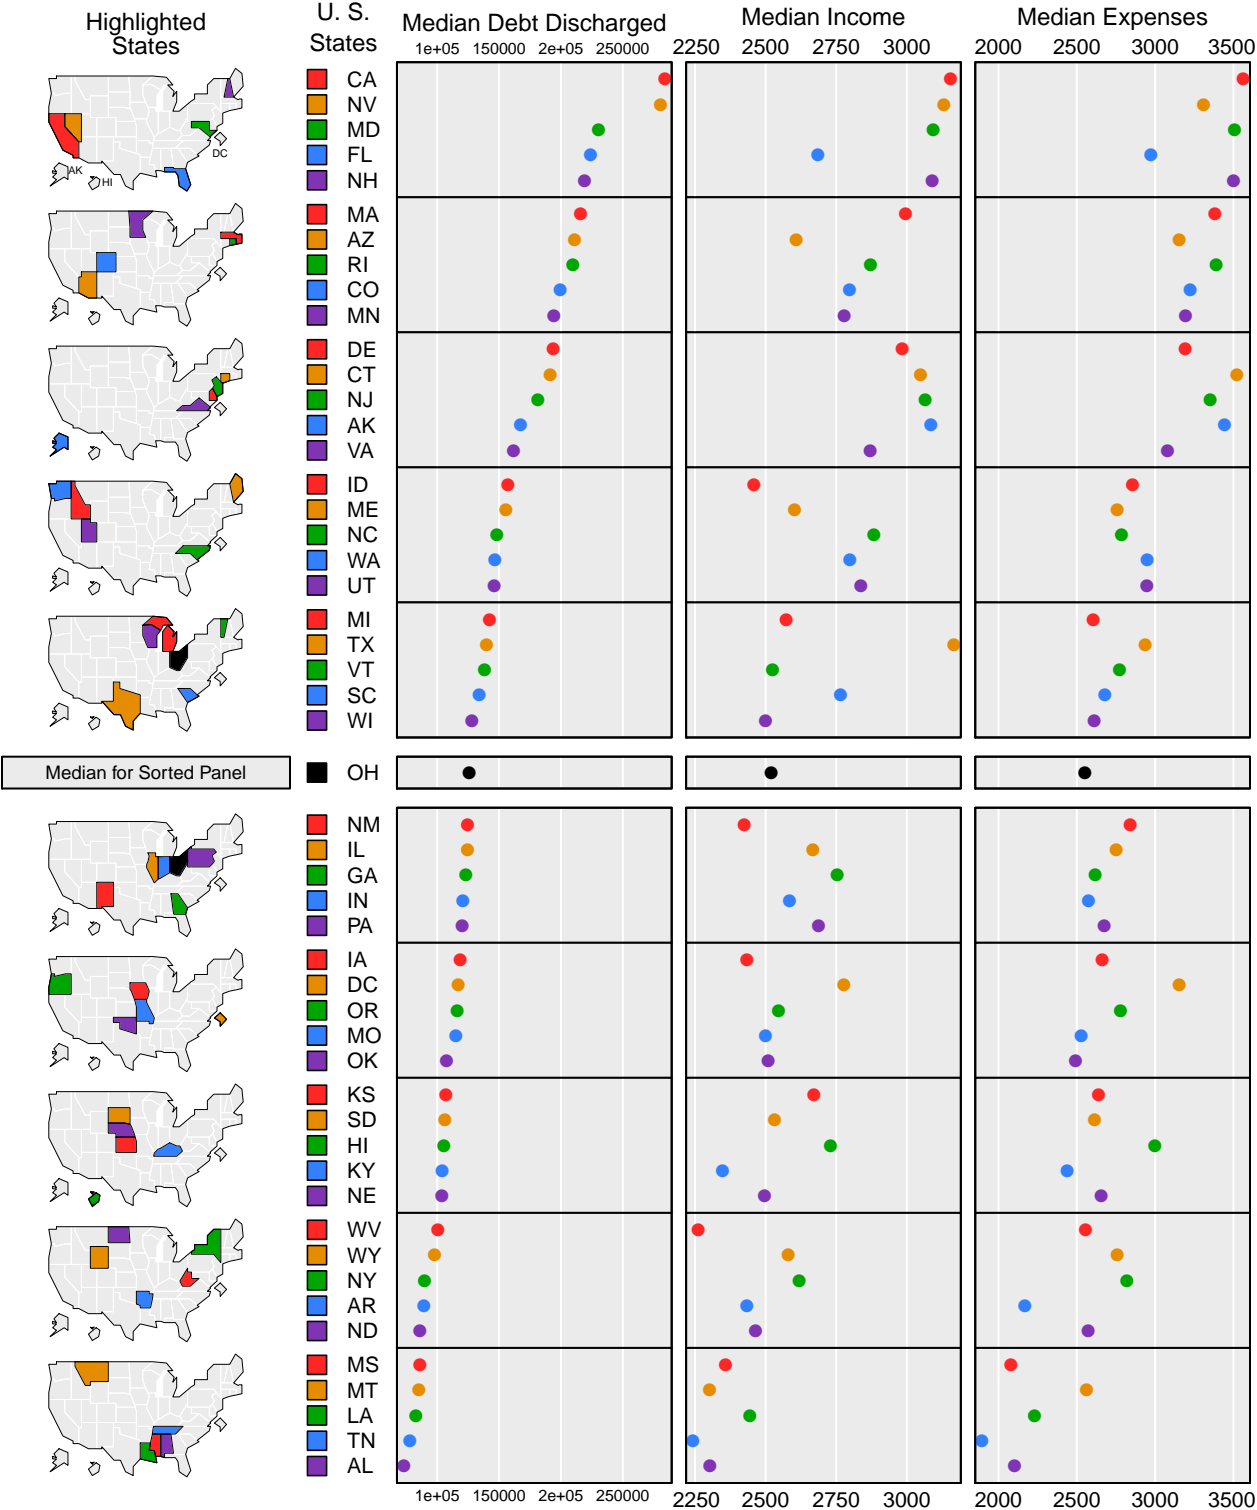 Highlighted
States
U. S.
States
Median Debt Discharged
Median Income
Median Expenses
1e+05 150000 2e+05 250000
2250 2500 2750 3000
2000 2500 3000 3500
CA
NV
MD
FL
NH
AK
HI
DC
MA
AZ
RI
CO
MN
DE
CT
NJ
AK
VA
ID
ME
NC
WA
UT
MI
TX
VT
SC
WI
Median for Sorted Panel
OH
NM
IL
GA
IN
PA
IA
DC
OR
MO
OK
KS
SD
HI
KY
NE
WV
WY
NY
AR
ND
MS
MT
LA
TN
AL
1e+05 150000 2e+05 250000
2250 2500 2750 3000
2000 2500 3000 3500